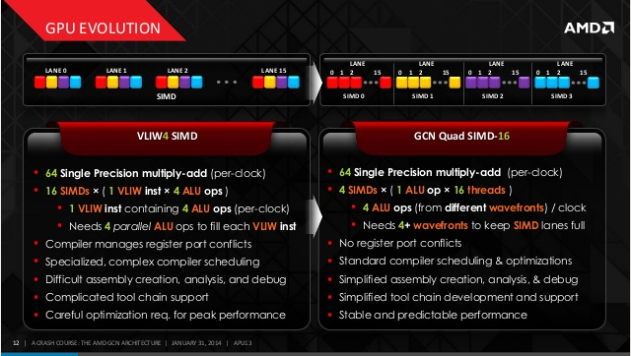 GPU EVOLUTION
AMD
LANE 0 LANE 1 LANE 2 LANE 15
SIMD
LANE LANE LANE LANE
0 1 2 15 0 1 2 15 0 1 2 15 0 1 2 15
SIMD 0 SIMD 1 SIMD 2 SIMD 3
VLIW4 SIMD
64 Single Precision multiply-add (per-clock)
16 SIMDs × ( 1 VLIW inst × 4 ALU ops )
1 VLIW inst containing 4 ALU ops (per-clock)
Needs 4 parallel ALU ops to fill each VLIW inst
Compiler manages register port conflicts
Specialized, complex compiler scheduling
Difficult assembly creation, analysis, and debug
Complicated tool chain support
Careful optimization req. for peak performance
GCN Quad SIMD-16
64 Single Precision multiply-add (per-clock)
4 SIMDs × ( 1 ALU op × 16 threads )
4 ALU ops (from different wavefronts) / clock
Needs 4+ wavefronts to keep SIMD lanes full
No register port conflicts
Standard compiler scheduling & optimizations
Simplified assembly creation, analysis, & debug
Simplified tool chain development and support
Stable and predictable performance
12 | A CRASH COURSE: THE AMD GCN ARCHITECTURE | JANUARY 31, 2014 | APU13